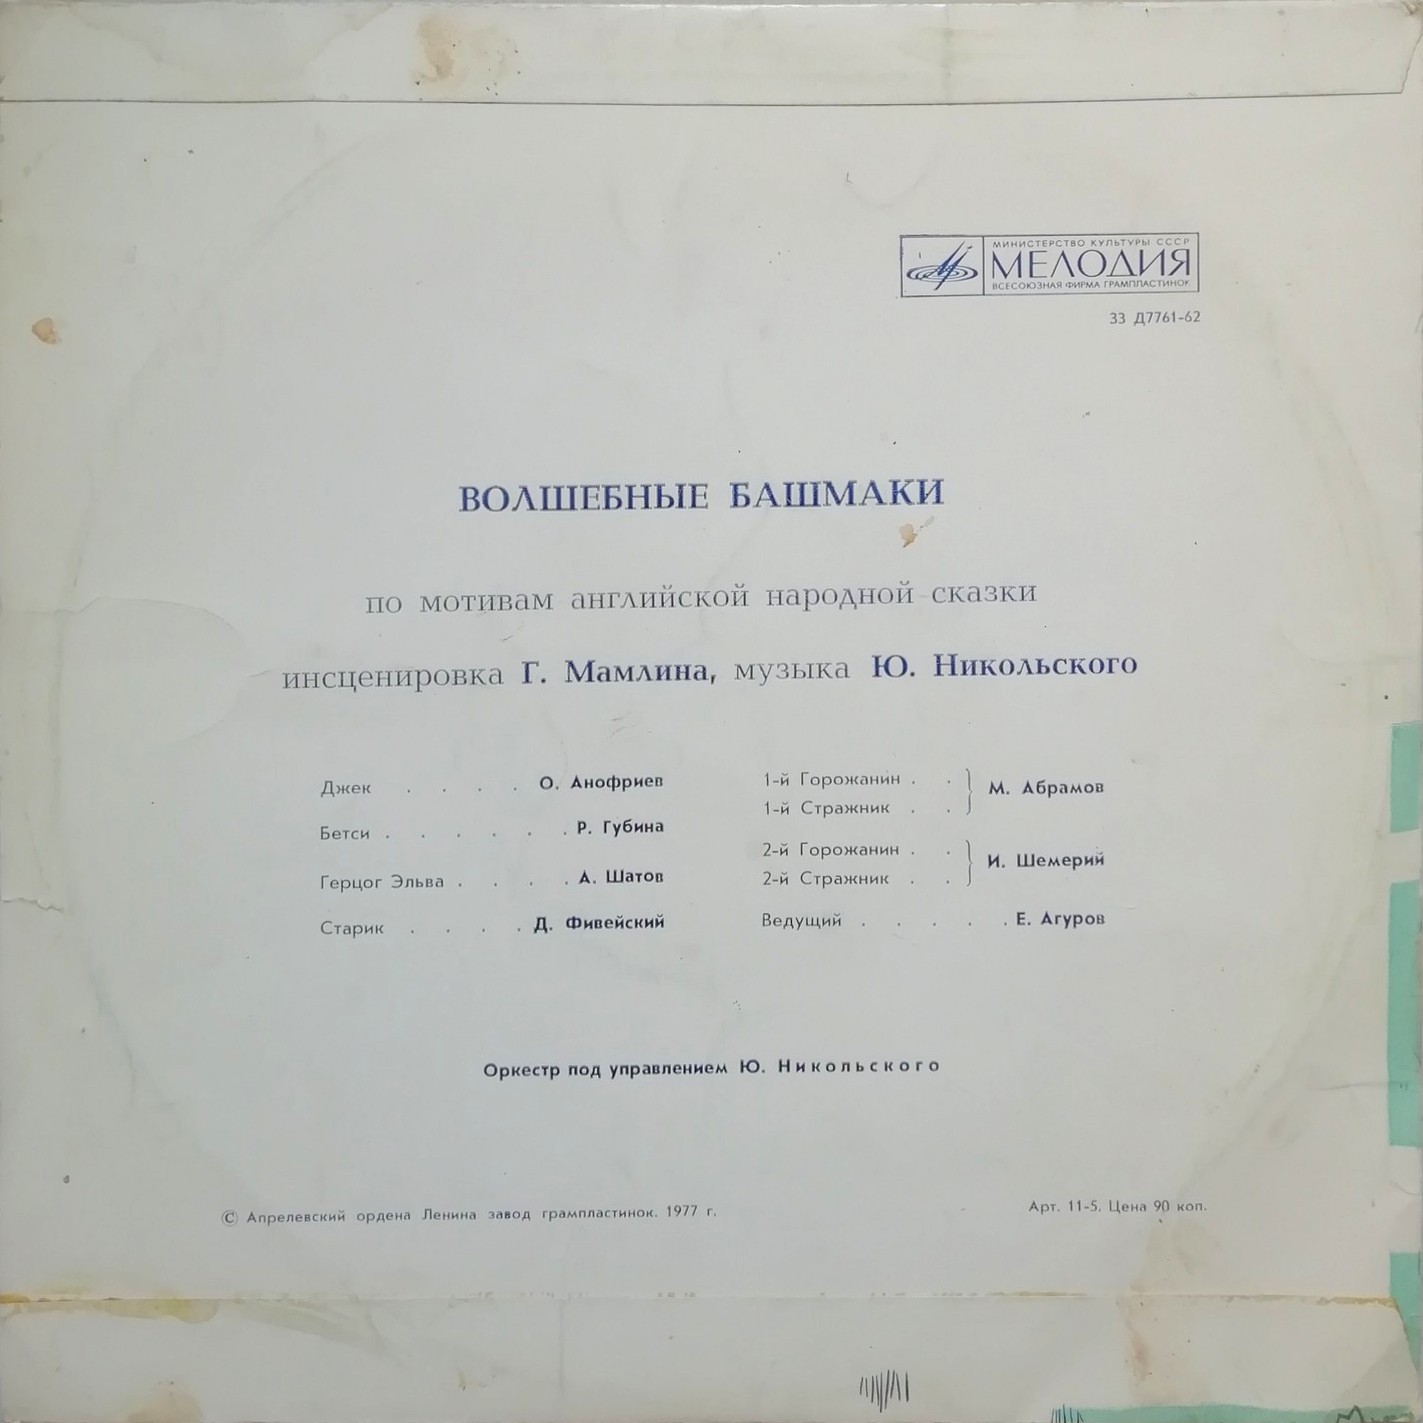 МИНИСТЕРСТВО КУЛЬТУРЫ СССР
МЕЛОДИЯ
ВСЕСОЮЗНАЯ ФИРМА ГРАМПЛАСТИНОК
33 Д7761-62
ВОЛШЕБНЫЕ БАШМАКИ
по мотивам английской народной сказки
инсценировка Г. Мамлина, музыка Ю. Никольского
Джек . . . . О. Анофриев
Бетси . . . . . . Р. Губина
Герцог Эльва . . . . А. Шатов
Старик . . . . Д. Фивейский
1-й Горожанин . .
1-й Стражник . . } М. Абрамов
2-й Горожанин . .
2-й Стражник . . } И. Шемерий
Ведущий . . . . . Е. Агуров
Оркестр под управлением Ю. Никольского
© Апрелевский ордена Ленина завод грампластинок. 1977 г.
Арт. 11-5. Цена 90 коп.